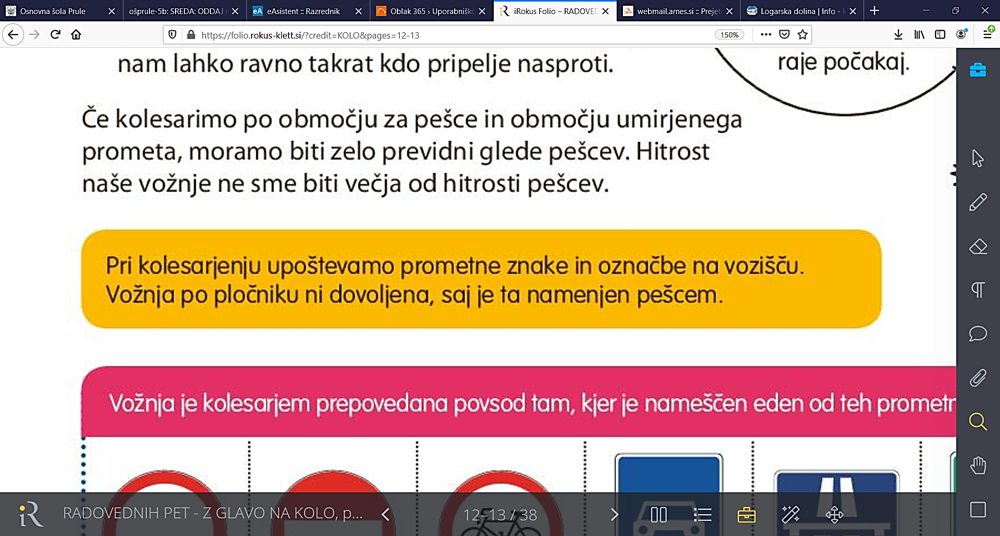 Osnovna šola Prule
ošprule-5b: SREDA: ODDAJ
eAsistent :: Razrednik
Oblak 365 › Uporabniško
iRokus Folio – RADOVED
webmail.arnes.si :: Prejet
Logarska dolina | Info -
https://folio.rokus-klett.si/?credit=KOLO&pages=12-13
150%
nam lahko ravno takrat kdo pripelje nasproti.
raje počakaj.
Če kolesarimo po območju za pešce in območju umirjenega
prometa, moramo biti zelo previdni glede pešcev. Hitrost
naše vožnje ne sme biti večja od hitrosti pešcev.
Pri kolesarjenju upoštevamo prometne znake in označbe na vozišču.
Vožnja po pločniku ni dovoljena, saj je ta namenjen pešcem.
Vožnja je kolesarjem prepovedana povsod tam, kjer je nameščen eden od teh prometn
iR
RADOVEDNIH PET - Z GLAVO NA KOLO, p...
12–13 / 38